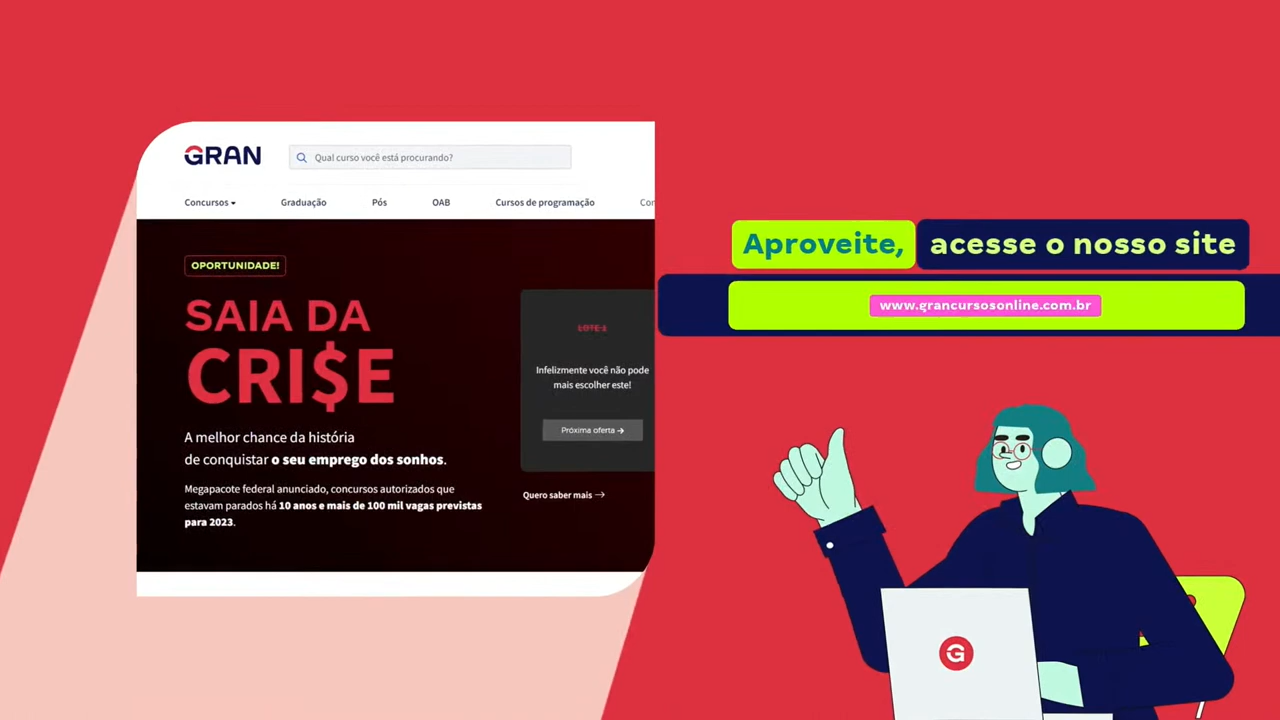 GRAN
Qual curso você está procurando?
Concursos
Graduação
Pós
OAB
Cursos de programação
OPORTUNIDADE!
SAIA DA
CRI$E
A melhor chance da história
de conquistar o seu emprego dos sonhos.
Megapacote federal anunciado, concursos autorizados que
estavam parados há 10 anos e mais de 100 mil vagas previstas
para 2023.
LOTE 1
Infelizmente você não pode
mais escolher este!
Próxima oferta →
Quero saber mais →
Aproveite, acesse o nosso site
www.grancursosonline.com.br
G